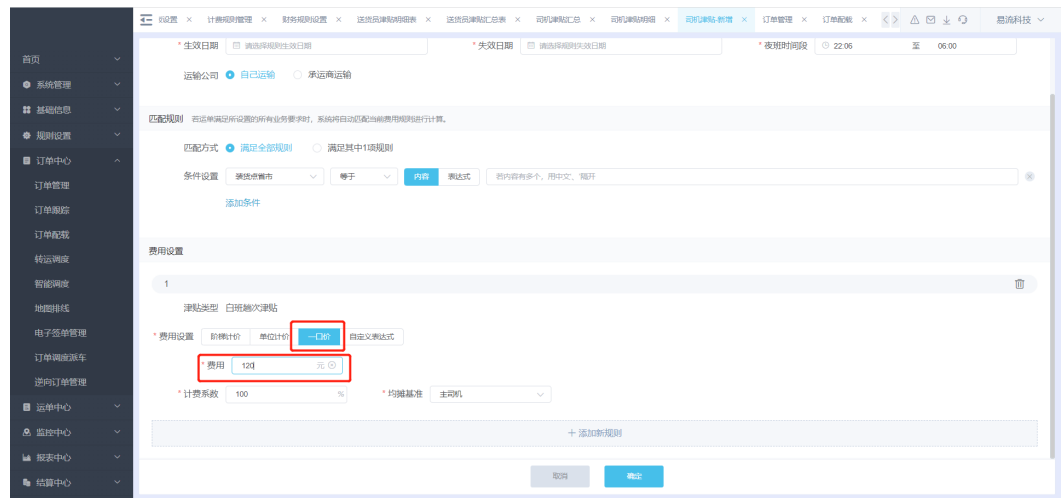 设置 × 计费规则管理 × 财务规则设置 × 送货员津贴明细表 × 送货员津贴汇总表 × 司机津贴汇总 × 司机津贴明细 × 司机津贴-新增 × 订单管理 × 订单配载 × 易流科技
首页
系统管理
基础信息
规则设置
订单中心
订单管理
订单跟踪
订单配载
转运调度
智能调度
地图排线
电子签单管理
订单调度派车
逆向订单管理
运单中心
监控中心
报表中心
结算中心
* 生效日期 请选择规则生效日期 * 失效日期 请选择规则失效日期 * 夜班时间段 22:06 至 06:00
运输公司 自己运输 承运商运输
匹配规则 若运单满足所设置的所有业务要求时，系统将自动匹配当前费用规则进行计算。
匹配方式 满足全部规则 满足其中1项规则
条件设置 装货点省市 等于 内容 表达式 若内容有多个，用中文'，'隔开
添加条件
费用设置
1
津贴类型 白班趟次津贴
* 费用设置 阶梯计价 单位计价 一口价 自定义表达式
* 费用 120 元
* 计费系数 100 % * 均摊基准 主司机
+ 添加新规则
取消 确定